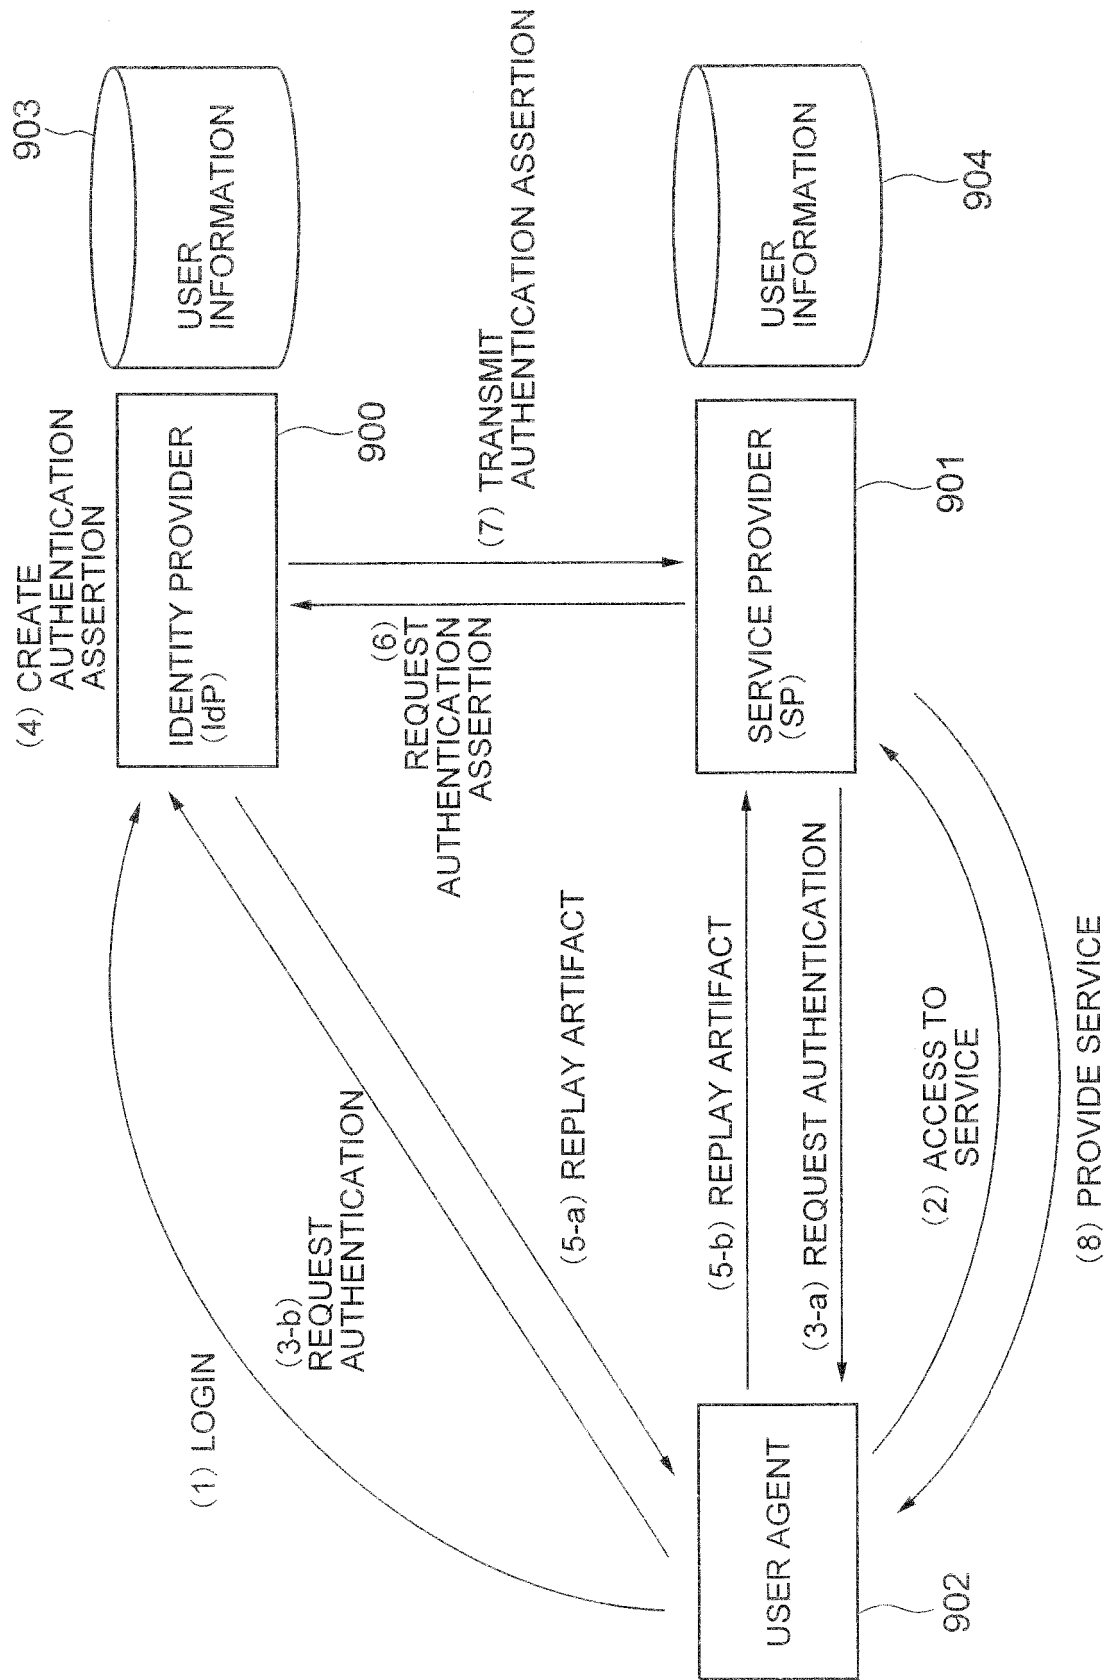 (4) CREATE
AUTHENTICATION
ASSERTION
903
IDENTITY PROVIDER
(IdP)
900
USER
INFORMATION
(1) LOGIN
(3-b)
REQUEST
AUTHENTICATION
(5-a) REPLAY ARTIFACT
(6)
REQUEST
AUTHENTICATION
ASSERTION
(7) TRANSMIT
AUTHENTICATION ASSERTION
USER AGENT
902
(5-b) REPLAY ARTIFACT
(3-a) REQUEST AUTHENTICATION
SERVICE PROVIDER
(SP)
901
USER
INFORMATION
904
(2) ACCESS TO
SERVICE
(8) PROVIDE SERVICE